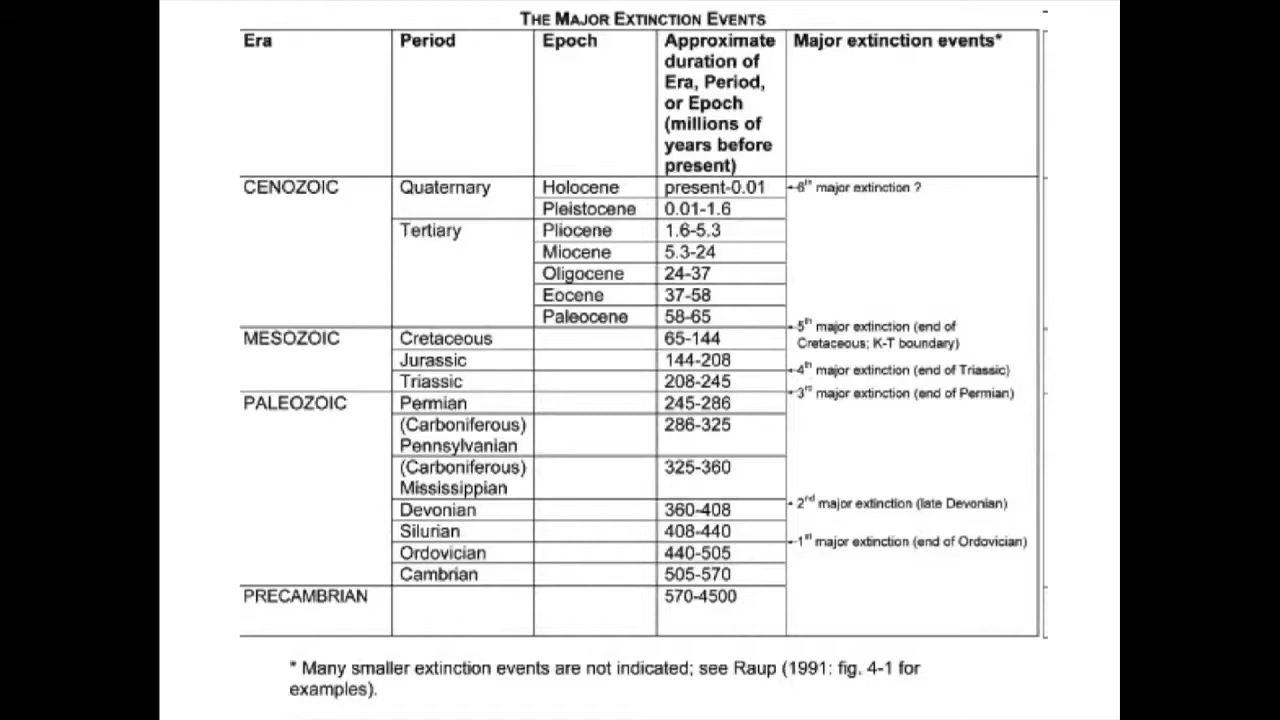 THE MAJOR EXTINCTION EVENTS
Era Period Epoch Approximate duration of Era, Period, or Epoch (millions of years before present) Major extinction events*
CENOZOIC Quaternary Holocene present-0.01 6th major extinction ?
Pleistocene 0.01-1.6
Tertiary Pliocene 1.6-5.3
Miocene 5.3-24
Oligocene 24-37
Eocene 37-58
Paleocene 58-65
5th major extinction (end of
Cretaceous; K-T boundary)
MESOZOIC Cretaceous 65-144
Jurassic 144-208
4th major extinction (end of Triassic)
Triassic 208-245
3rd major extinction (end of Permian)
PALEOZOIC Permian 245-286
(Carboniferous) 286-325
Pennsylvanian
(Carboniferous) 325-360
Mississippian
2nd major extinction (late Devonian)
Devonian 360-408
Silurian 408-440
1st major extinction (end of Ordovician)
Ordovician 440-505
Cambrian 505-570
PRECAMBRIAN 570-4500
* Many smaller extinction events are not indicated; see Raup (1991: fig. 4-1 for
examples).